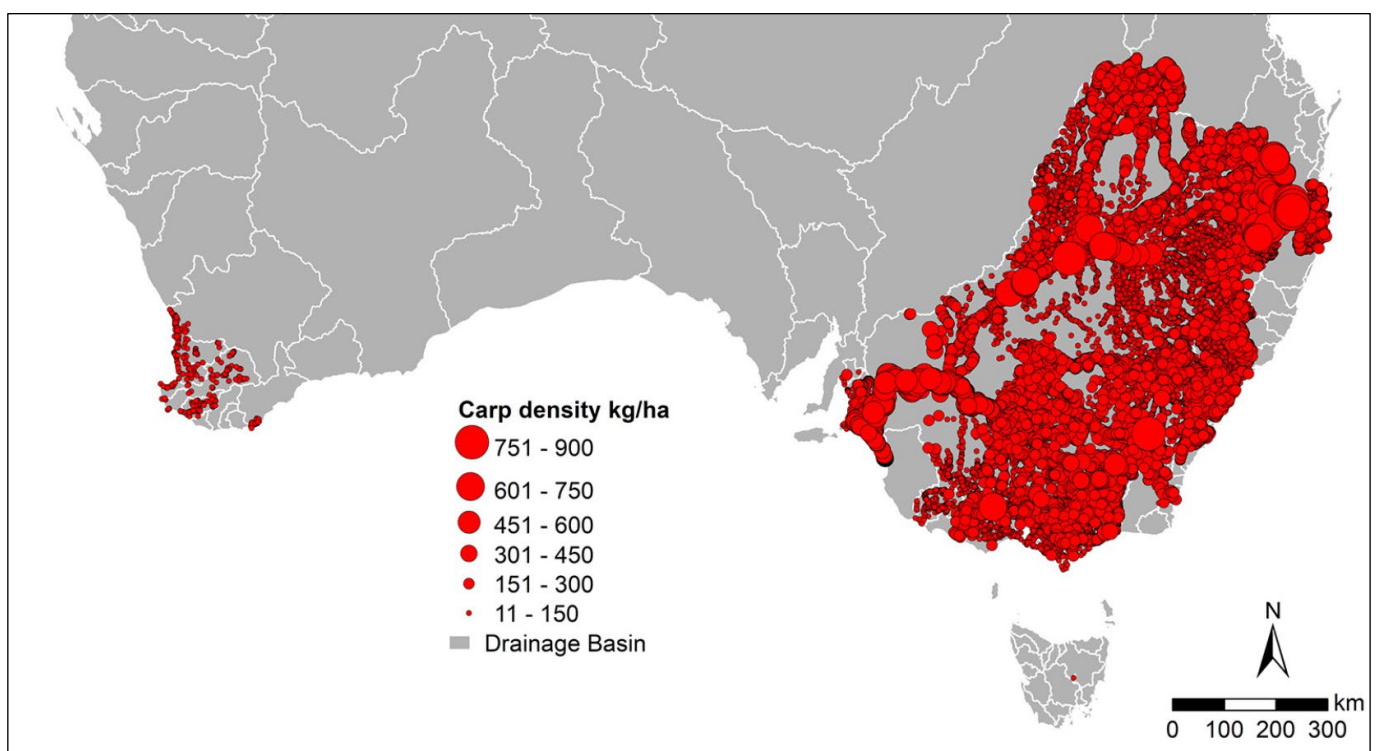 Carp density kg/ha
751 - 900
601 - 750
451 - 600
301 - 450
151 - 300
11 - 150
Drainage Basin
N
km
0 100 200 300